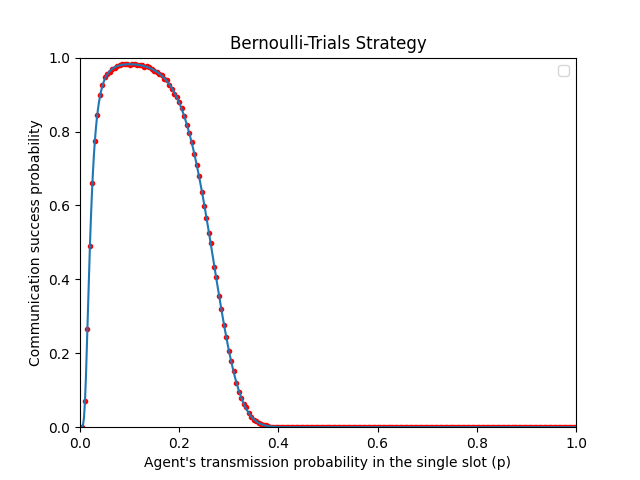 Bernoulli-Trials Strategy
1.0
0.8
0.6
0.4
0.2
0.0
Communication success probability
0.0 0.2 0.4 0.6 0.8 1.0
Agent's transmission probability in the single slot (p)